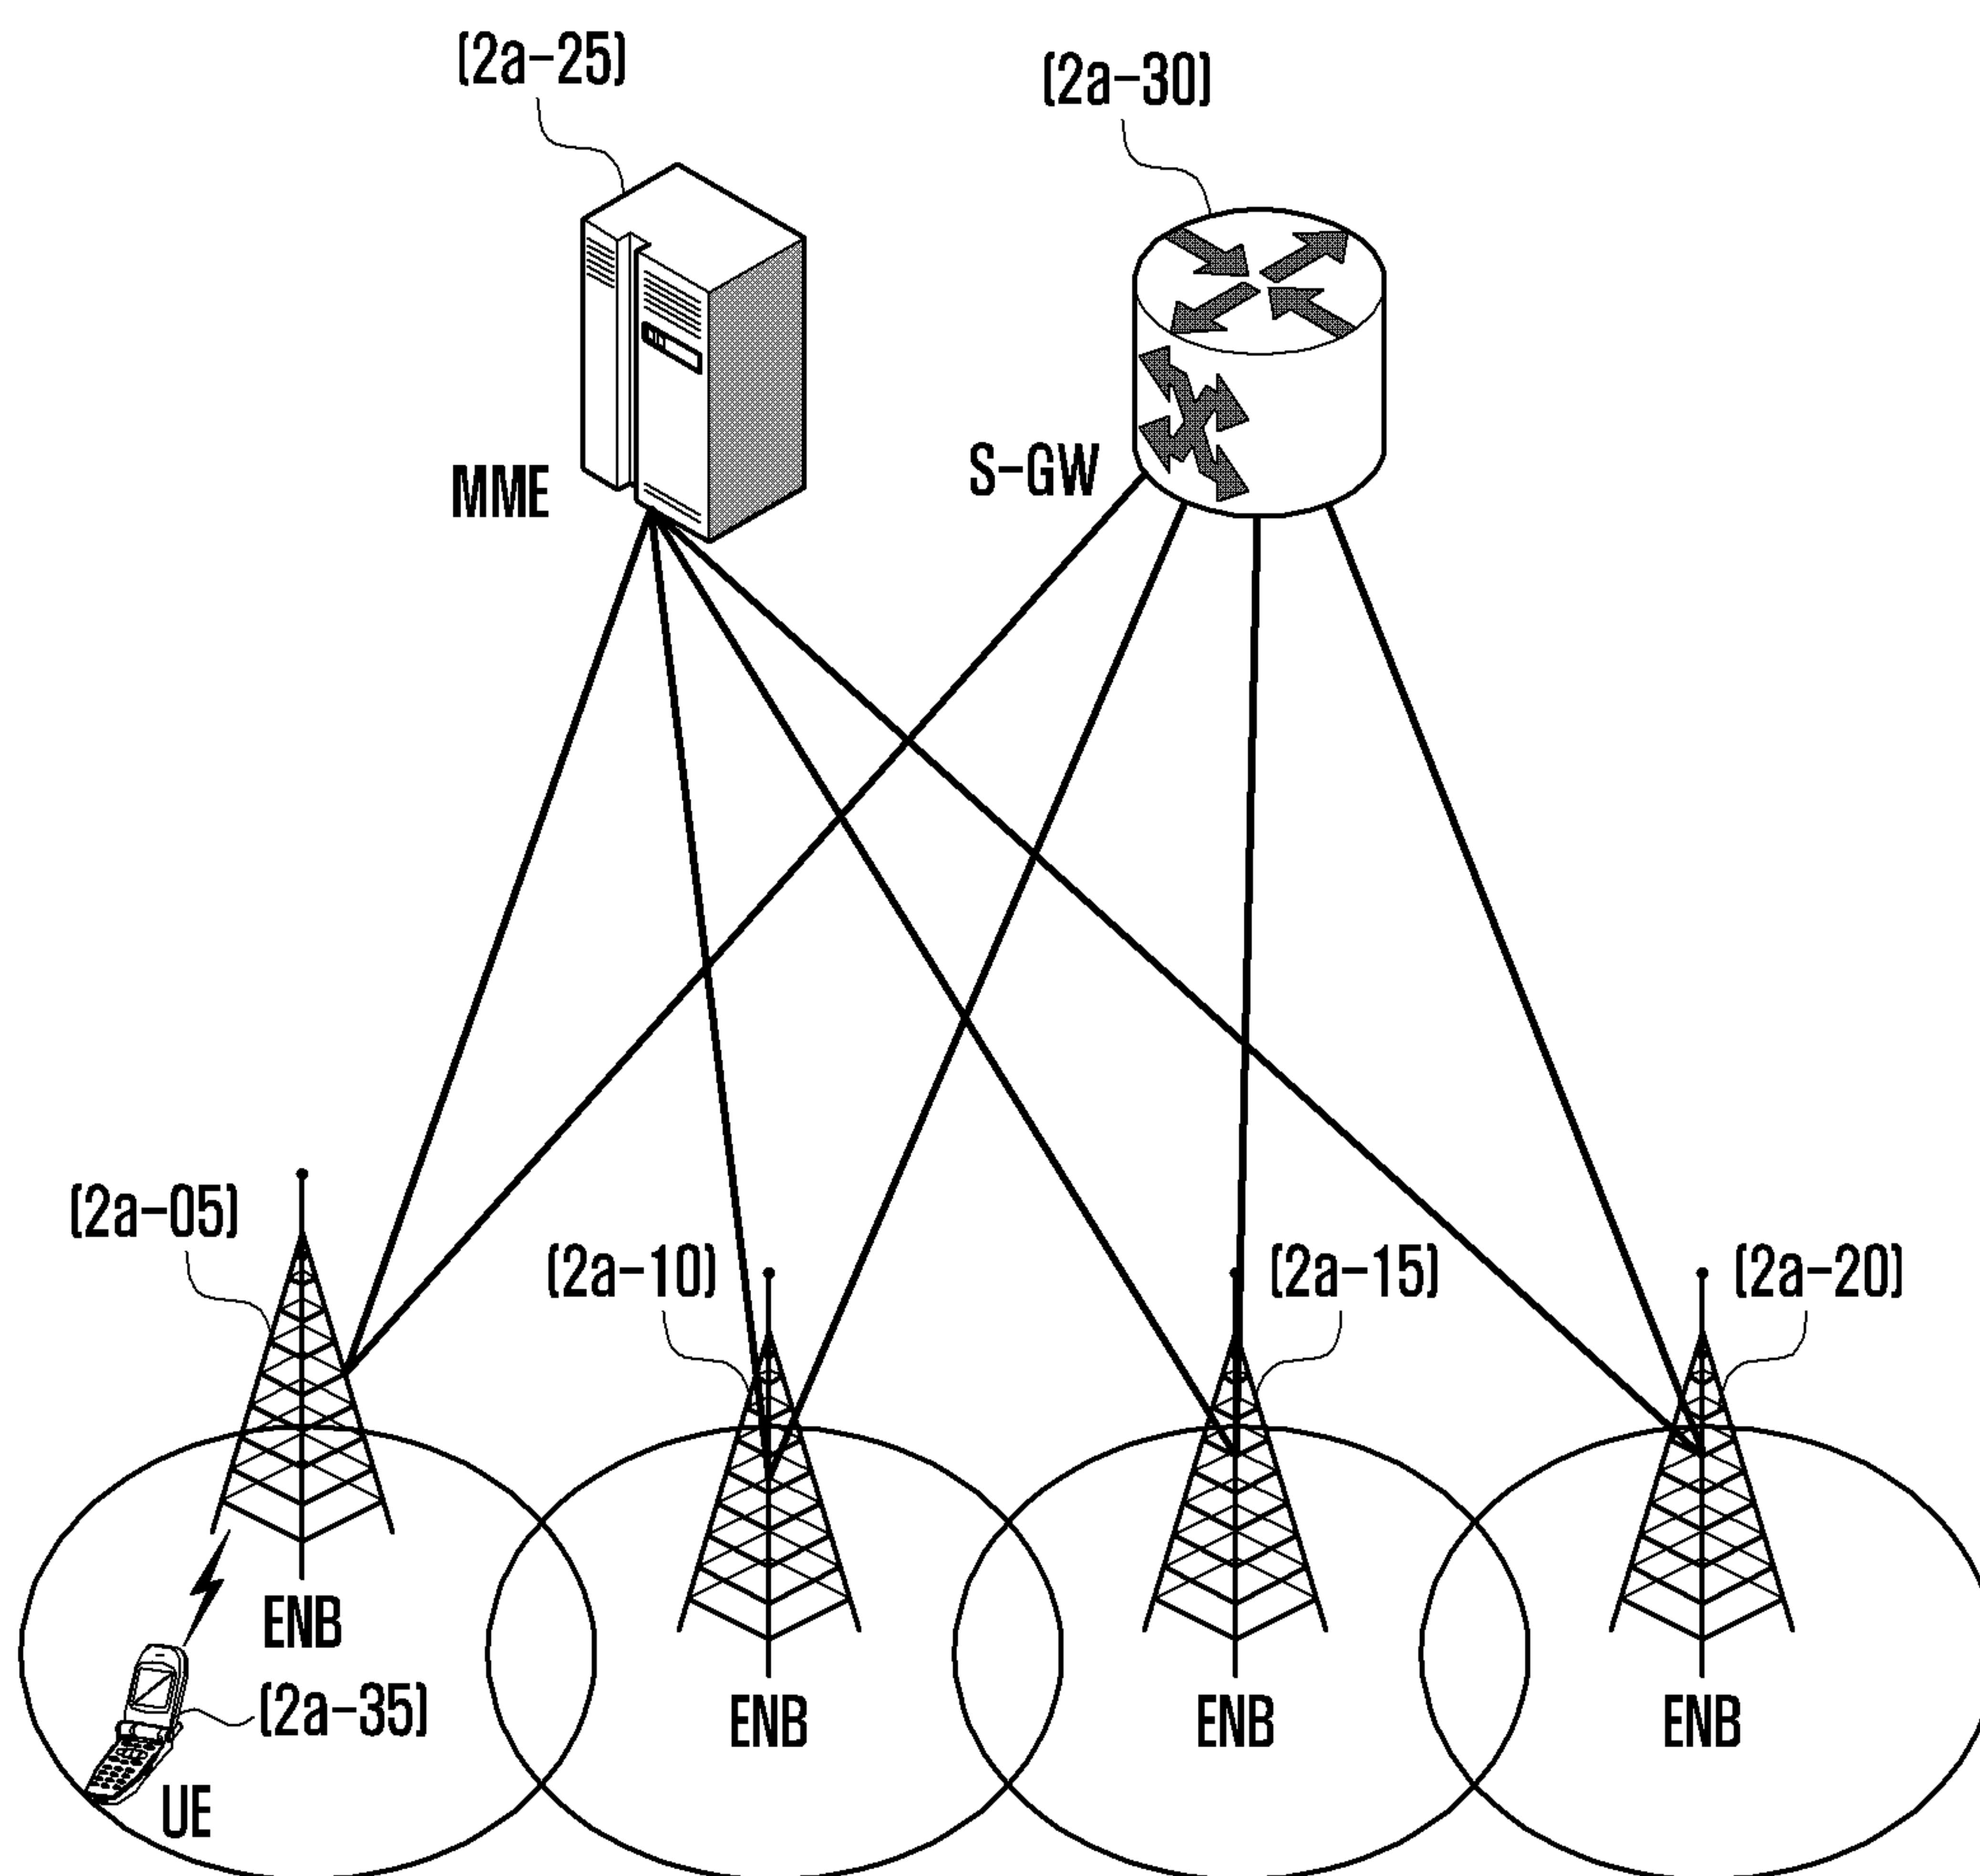 (2a-25)
(2a-30)
MME
S-GW
(2a-05)
(2a-10)
(2a-15)
(2a-20)
ENB
(2a-35)
ENB
ENB
ENB
UE